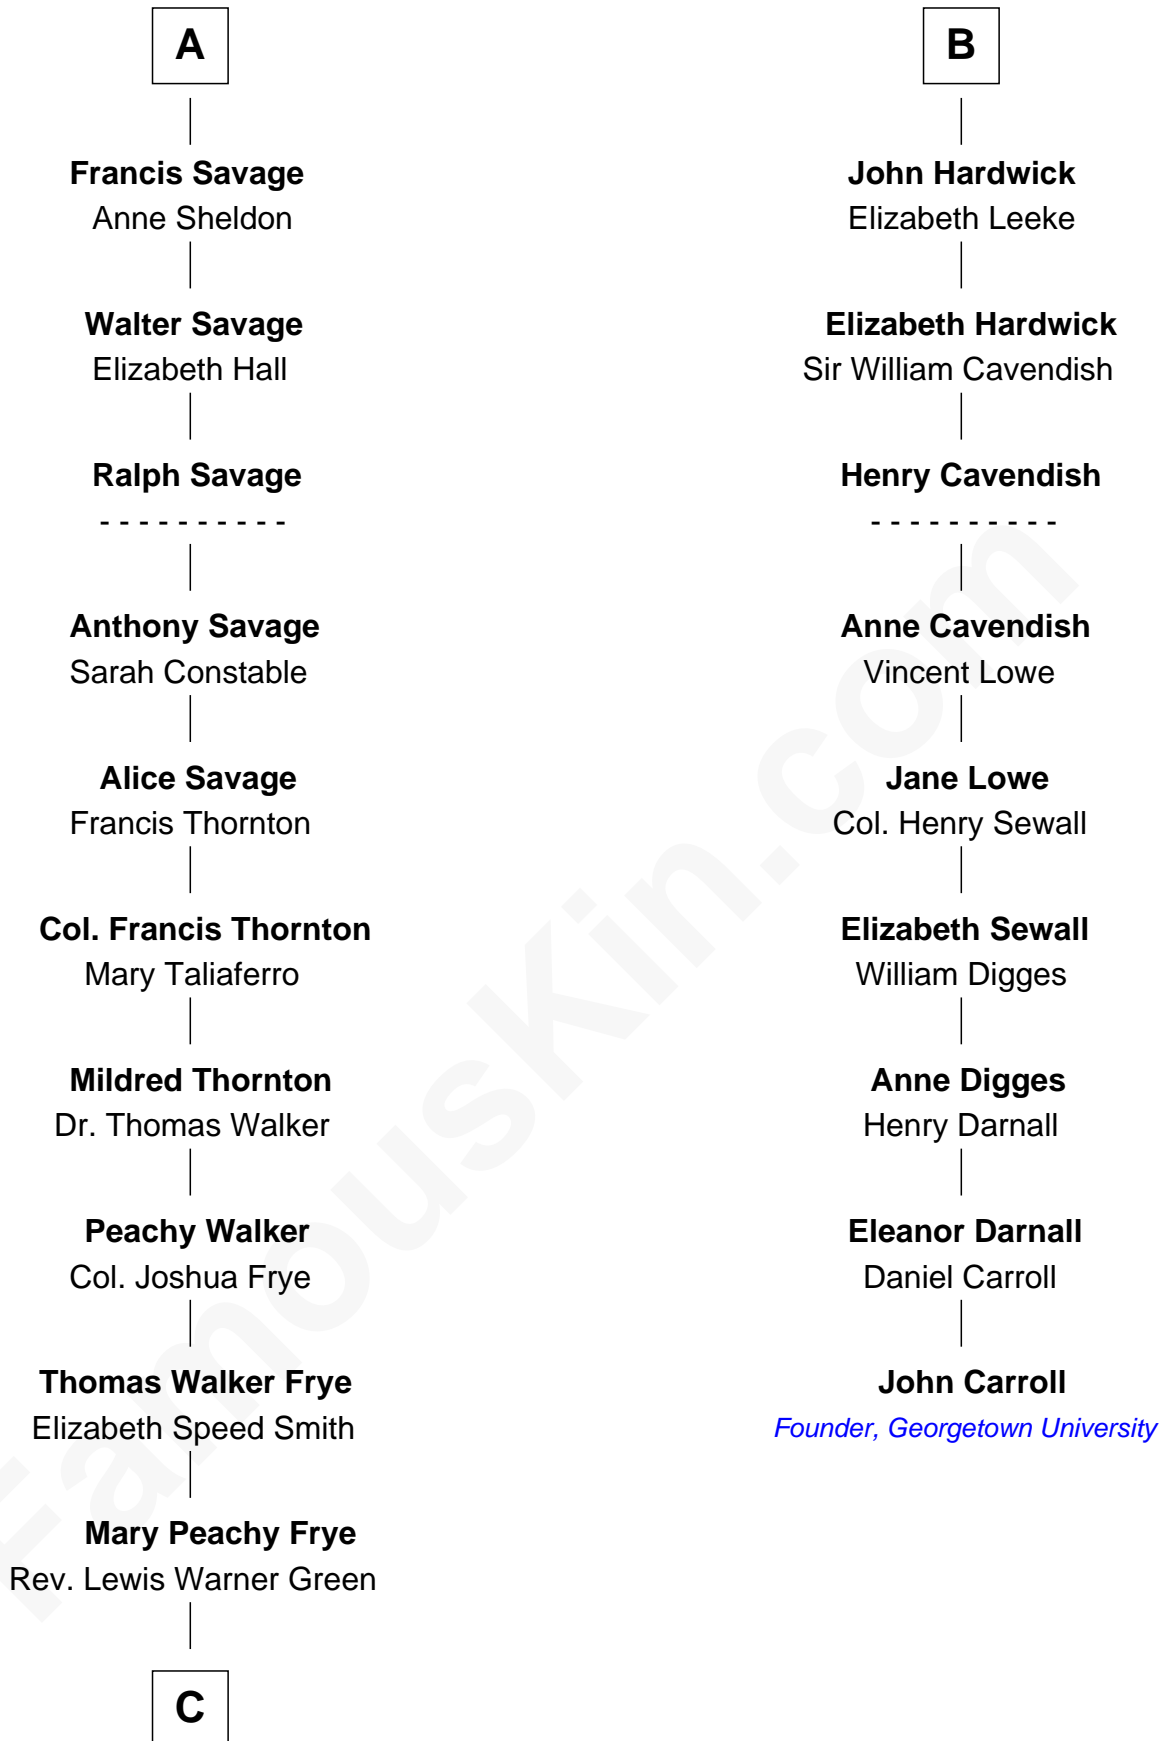 A
Francis Savage
Anne Sheldon
Walter Savage
Elizabeth Hall
Ralph Savage
- - - - - - - - - -
Anthony Savage
Sarah Constable
Alice Savage
Francis Thornton
Col. Francis Thornton
Mary Taliaferro
Mildred Thornton
Dr. Thomas Walker
Peachy Walker
Col. Joshua Frye
Thomas Walker Frye
Elizabeth Speed Smith
Mary Peachy Frye
Rev. Lewis Warner Green
C
B
John Hardwick
Elizabeth Leeke
Elizabeth Hardwick
Sir William Cavendish
Henry Cavendish
- - - - - - - - - -
Anne Cavendish
Vincent Lowe
Jane Lowe
Col. Henry Sewall
Elizabeth Sewall
William Digges
Anne Digges
Henry Darnall
Eleanor Darnall
Daniel Carroll
John Carroll
Founder, Georgetown University
FamousKin.com